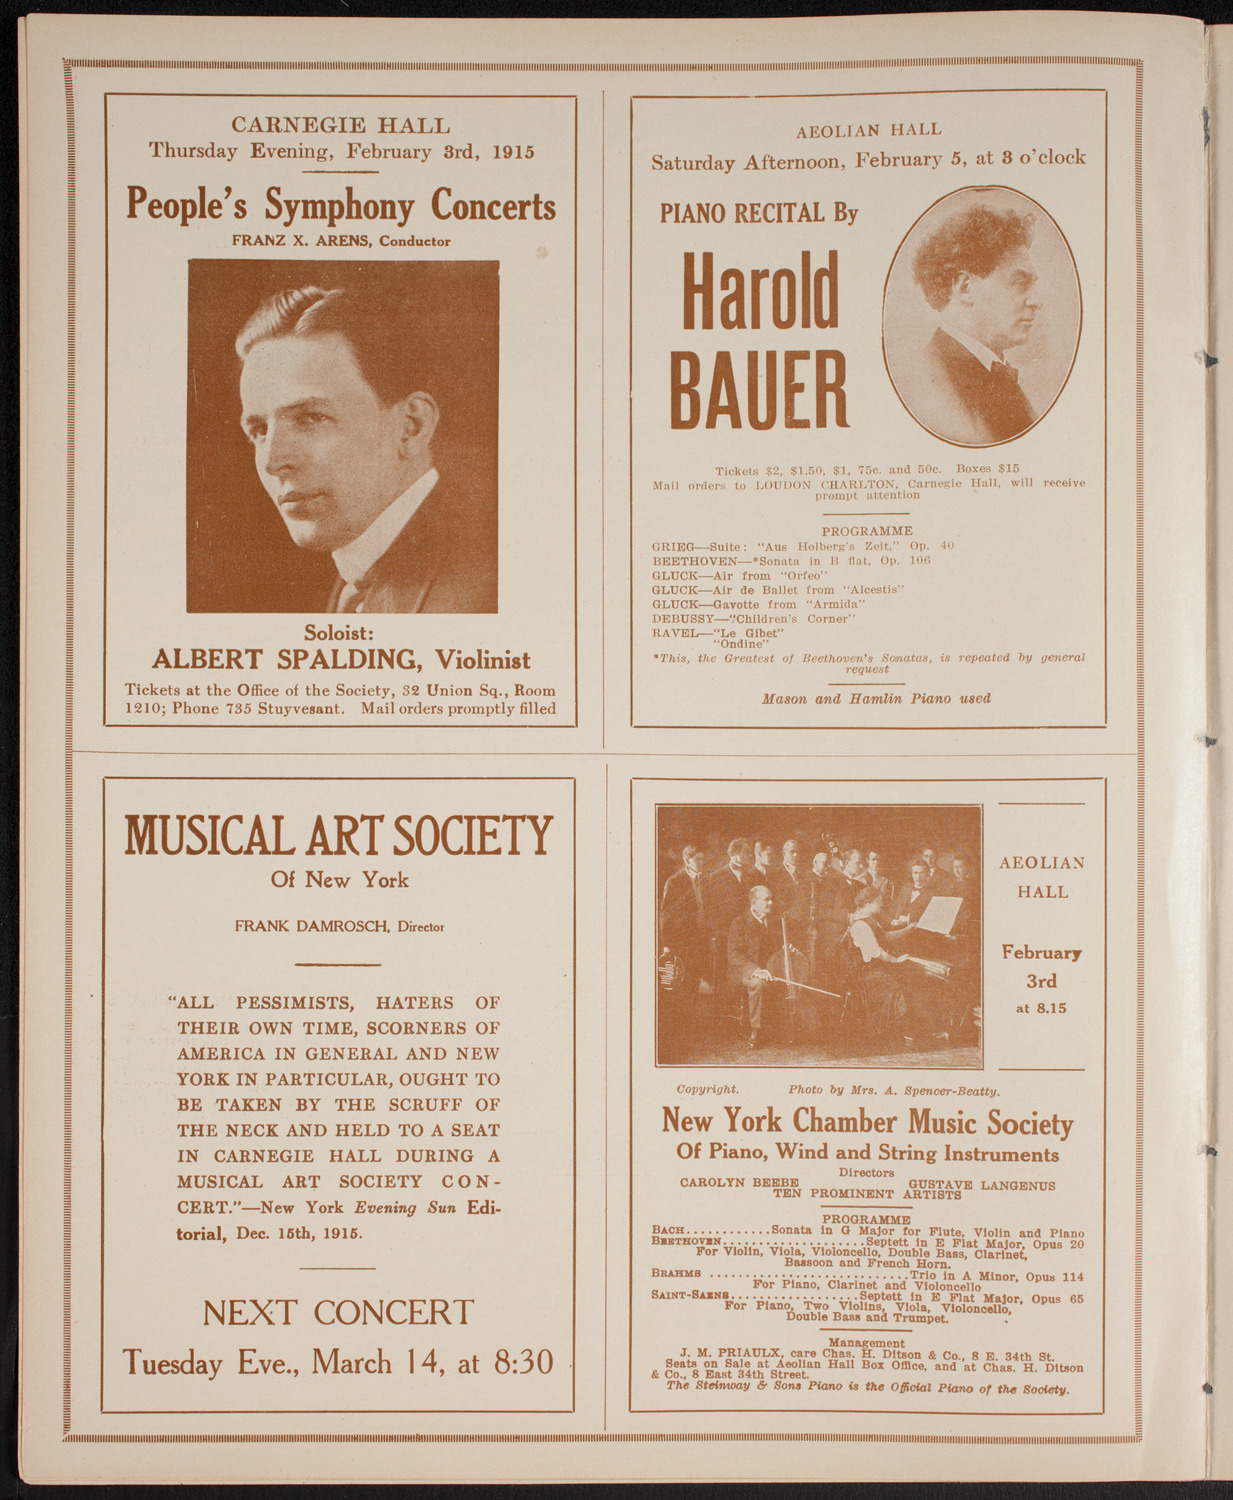 CARNEGIE HALL
Thursday Evening, February 3rd, 1915
People's Symphony Concerts
FRANZ X. ARENS, Conductor
Soloist:
ALBERT SPALDING, Violinist
Tickets at the Office of the Society, 32 Union Sq., Room
1210; Phone 735 Stuyvesant. Mail orders promptly filled
AEOLIAN HALL
Saturday Afternoon, February 5, at 3 o'clock
PIANO RECITAL By
Harold
BAUER
Tickets $2, $1.50, $1, 75c. and 50c. Boxes $15
Mail orders to LOUDON CHARLTON, Carnegie Hall, will receive
prompt attention
PROGRAMME
GRIEG—Suite: "Aus Holberg's Zeit," Op. 40
BEETHOVEN—*Sonata in B flat, Op. 106
GLUCK—Air from "Orfeo"
GLUCK—Air de Ballet from "Alcestis"
GLUCK—Gavotte from "Armida"
DEBUSSY—"Children's Corner"
RAVEL—"Le Gibet"
"Ondine"
*This, the Greatest of Beethoven's Sonatas, is repeated by general
request
Mason and Hamlin Piano used
MUSICAL ART SOCIETY
Of New York
FRANK DAMROSCH, Director
"ALL PESSIMISTS, HATERS OF
THEIR OWN TIME, SCORNERS OF
AMERICA IN GENERAL AND NEW
YORK IN PARTICULAR, OUGHT TO
BE TAKEN BY THE SCRUFF OF
THE NECK AND HELD TO A SEAT
IN CARNEGIE HALL DURING A
MUSICAL ART SOCIETY CON-
CERT."—New York Evening Sun Edi-
torial, Dec. 15th, 1915.
NEXT CONCERT
Tuesday Eve., March 14, at 8:30
AEOLIAN
HALL
February
3rd
at 8.15
Copyright. Photo by Mrs. A. Spencer-Beatty.
New York Chamber Music Society
Of Piano, Wind and String Instruments
Directors
CAROLYN BEEBE GUSTAVE LANGENUS
TEN PROMINENT ARTISTS
PROGRAMME
BACH............Sonata in G Major for Flute, Violin and Piano
BEETHOVEN...................Septett in E Flat Major, Opus 20
For Violin, Viola, Violoncello, Double Bass, Clarinet,
Bassoon and French Horn.
BRAHMS ..........................Trio in A Minor, Opus 114
For Piano, Clarinet and Violoncello
SAINT-SAENS.................Septett in E Flat Major, Opus 65
For Piano, Two Violins, Viola, Violoncello,
Double Bass and Trumpet.
Management
J. M. PRIAULX, care Chas. H. Ditson & Co., 8 E. 34th St.
Seats on Sale at Aeolian Hall Box Office, and at Chas. H. Ditson
& Co., 8 East 34th Street.
The Steinway & Sons Piano is the Official Piano of the Society.